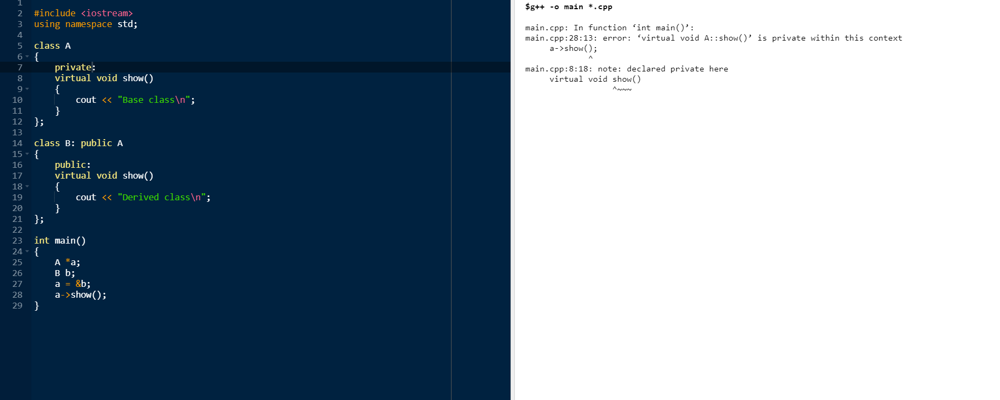 1
2 #include <iostream>
3 using namespace std;
4
5 class A
6 {
7     private:
8     virtual void show()
9     {
10         cout << "Base class\n";
11     }
12 };
13
14 class B: public A
15 {
16     public:
17     virtual void show()
18     {
19         cout << "Derived class\n";
20     }
21 };
22
23 int main()
24 {
25     A *a;
26     B b;
27     a = &b;
28     a->show();
29 }
$g++ -o main *.cpp
main.cpp: In function ‘int main()’:
main.cpp:28:13: error: ‘virtual void A::show()’ is private within this context
     a->show();
             ^
main.cpp:8:18: note: declared private here
     virtual void show()
                  ^~~~